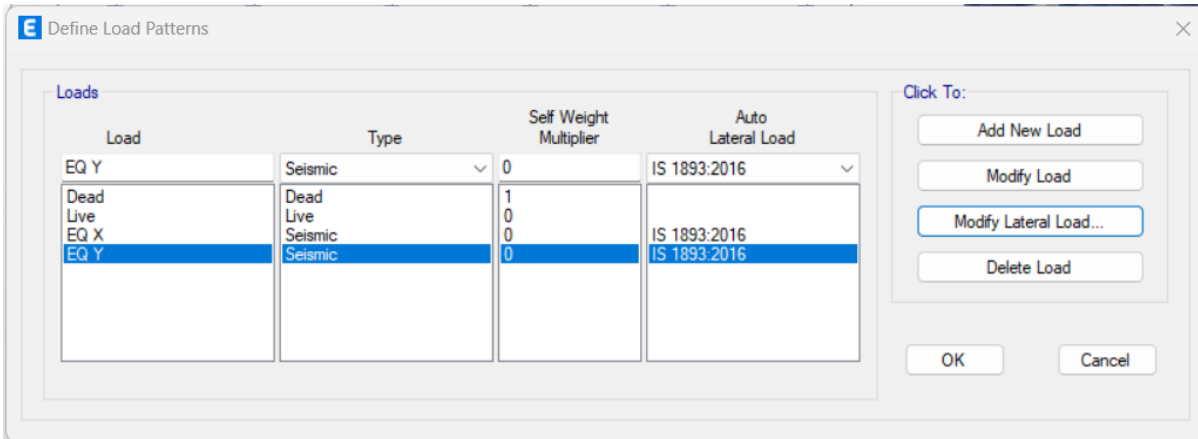 E Define Load Patterns
Loads
Load Type Self Weight Multiplier Auto Lateral Load
EQ Y Seismic 0 IS 1893:2016
Dead Dead 1
Live Live 0
EQ X Seismic 0 IS 1893:2016
EQ Y Seismic 0 IS 1893:2016
Click To:
Add New Load
Modify Load
Modify Lateral Load...
Delete Load
OK Cancel